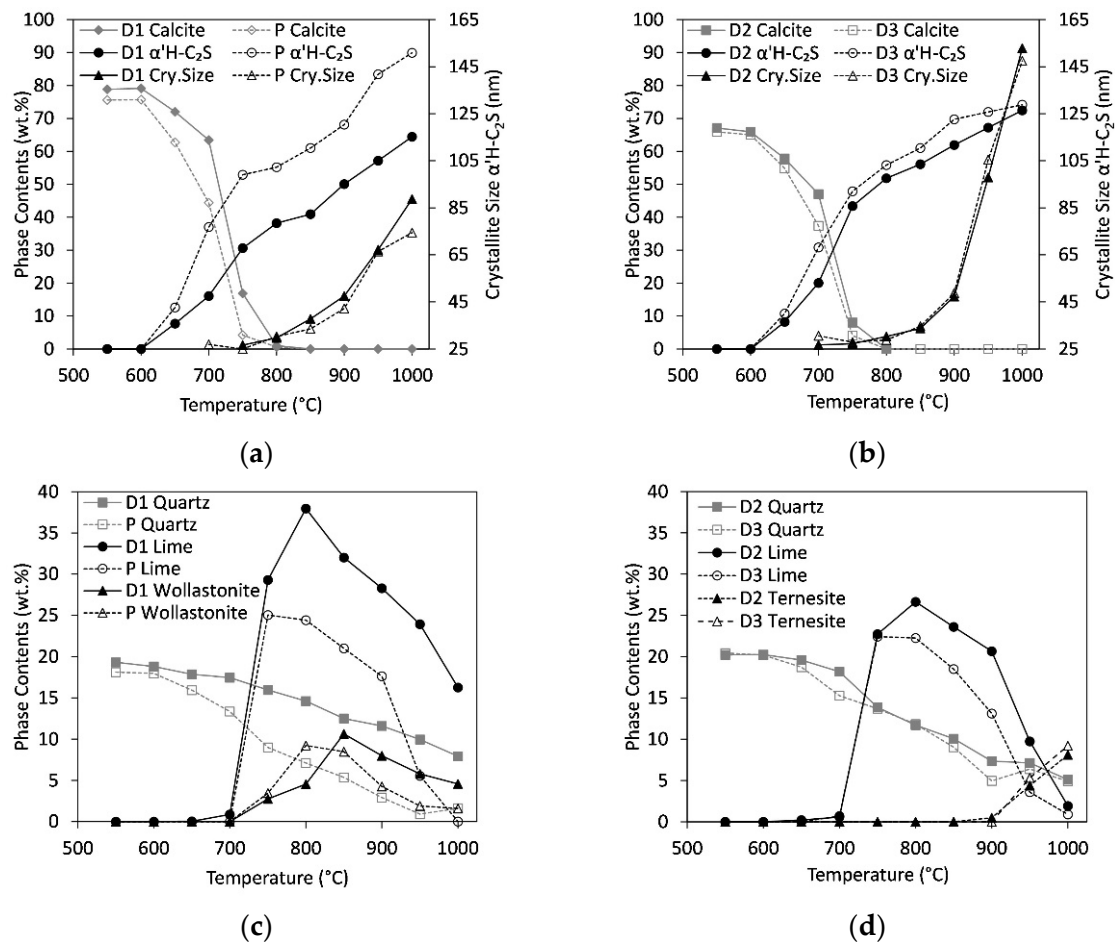 D1 Calcite P Calcite
D1 α'H-C₂S P α'H-C₂S
D1 Cry.Size P Cry.Size
100
90
80
70
60
50
40
30
20
10
0
Phase Contents (wt.%)
165
145
125
105
85
65
45
25
Crystallite Size α'H-C₂S (nm)
500 600 700 800 900 1000
Temperature (°C)
(a)
D2 Calcite D3 Calcite
D2 α'H-C₂S D3 α'H-C₂S
D2 Cry.Size D3 Cry.Size
100
90
80
70
60
50
40
30
20
10
0
Phase Contents (wt.%)
165
145
125
105
85
65
45
25
Crystallite Size α'H-C₂S (nm)
500 600 700 800 900 1000
Temperature (°C)
(b)
D1 Quartz
P Quartz
D1 Lime
P Lime
D1 Wollastonite
P Wollastonite
40
35
30
25
20
15
10
5
0
Phase Contents (wt.%)
500 600 700 800 900 1000
Temperature (°C)
(c)
D2 Quartz
D3 Quartz
D2 Lime
D3 Lime
D2 Ternesite
D3 Ternesite
40
35
30
25
20
15
10
5
0
Phase Contents (wt.%)
500 600 700 800 900 1000
Temperature (°C)
(d)